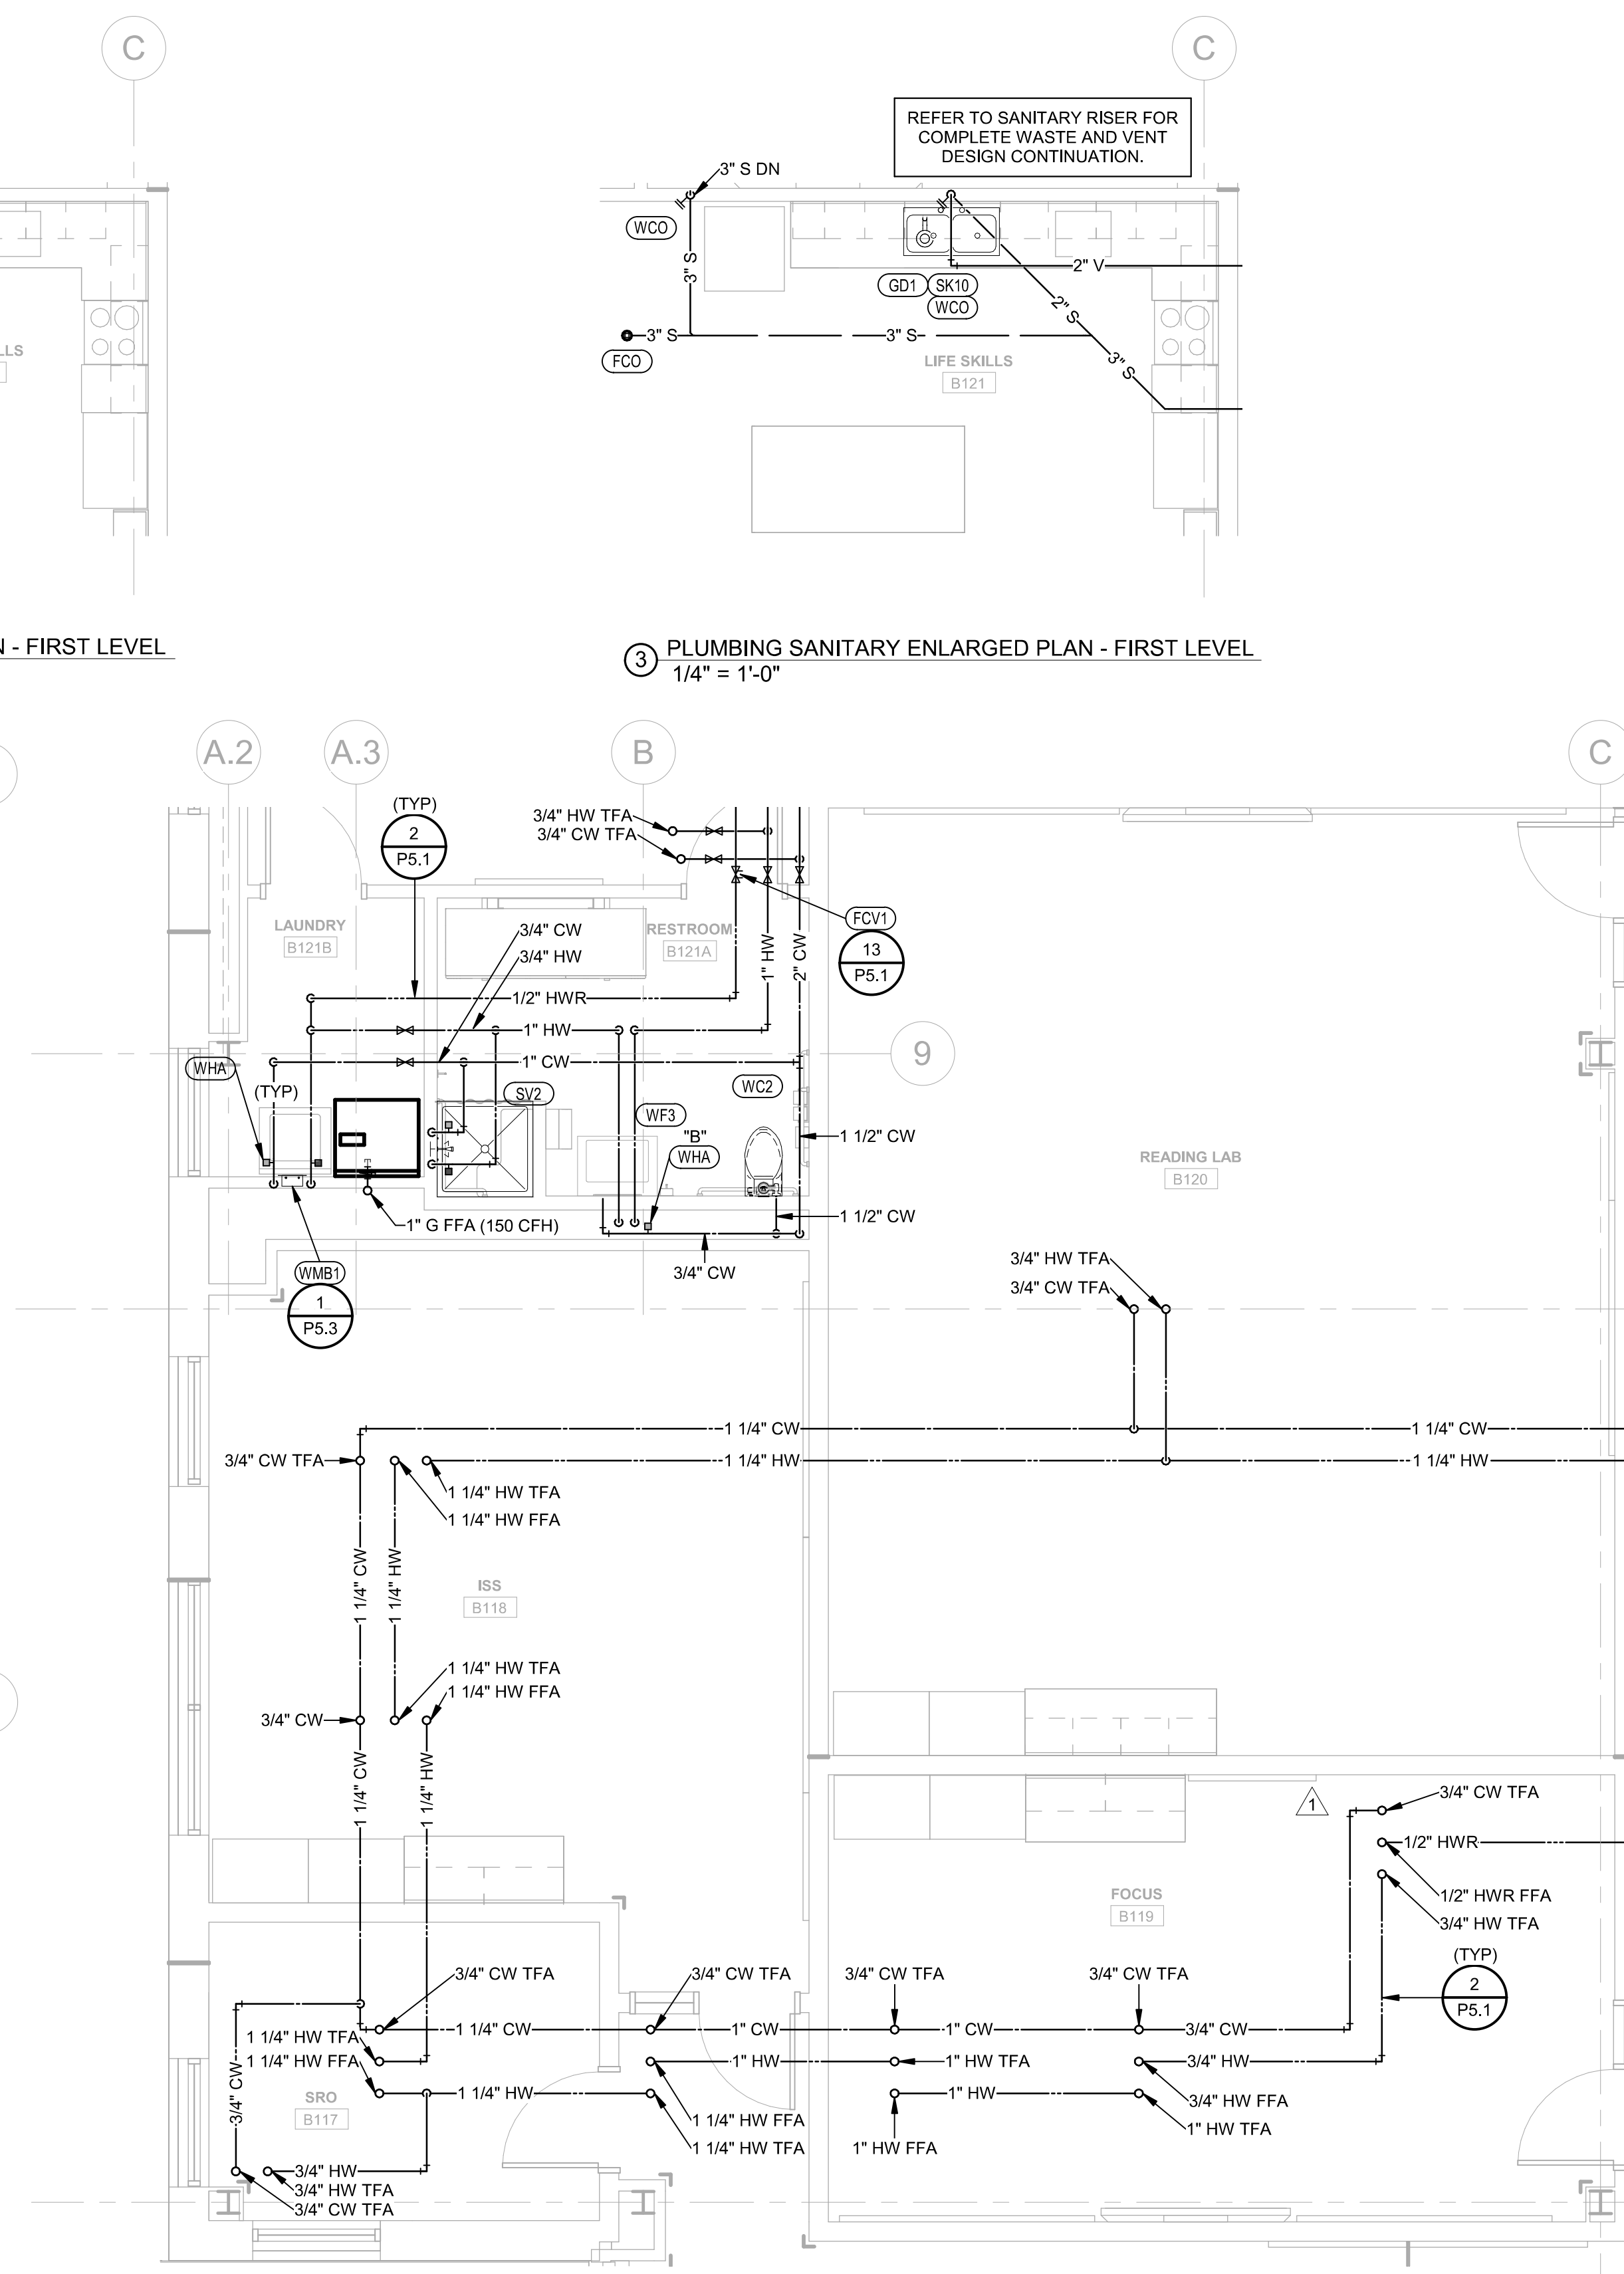 C
C
REFER TO SANITARY RISER FOR
COMPLETE WASTE AND VENT
DESIGN CONTINUATION.
3" S DN
WCO
3" S
2" V
GD1
SK10
WCO
2" S
3" S
3" S
3" S
FCO
LLS
LIFE SKILLS
B121
N - FIRST LEVEL
3
PLUMBING SANITARY ENLARGED PLAN - FIRST LEVEL
1/4" = 1'-0"
A.2
A.3
B
C
(TYP)
2
P5.1
3/4" HW TFA
3/4" CW TFA
FCV1
13
P5.1
LAUNDRY
B121B
3/4" CW
3/4" HW
RESTROOM
B121A
1" HW
2" CW
1/2" HWR
1" HW
1" CW
9
WHA
(TYP)
SV2
WC2
WF3
"B"
WHA
1 1/2" CW
READING LAB
B120
1" G FFA (150 CFH)
1 1/2" CW
3/4" CW
WMB1
1
P5.3
3/4" HW TFA
3/4" CW TFA
1 1/4" CW
1 1/4" CW
3/4" CW TFA
1 1/4" HW
1 1/4" HW
1 1/4" HW TFA
1 1/4" HW FFA
1 1/4" CW
1 1/4" HW
ISS
B118
1 1/4" HW TFA
1 1/4" HW FFA
3/4" CW
1 1/4" CW
1 1/4" HW
1
3/4" CW TFA
1/2" HWR
1/2" HWR FFA
3/4" HW TFA
FOCUS
B119
(TYP)
2
P5.1
3/4" CW TFA
3/4" CW TFA
3/4" CW TFA
3/4" CW TFA
1 1/4" CW
1" CW
1" CW
3/4" CW
1 1/4" HW TFA
1 1/4" HW FFA
1" HW
1" HW TFA
3/4" HW
3/4" CW
SRO
B117
1 1/4" HW
1" HW
3/4" HW FFA
1" HW TFA
1 1/4" HW FFA
1 1/4" HW TFA
1" HW FFA
3/4" HW
3/4" HW TFA
3/4" CW TFA